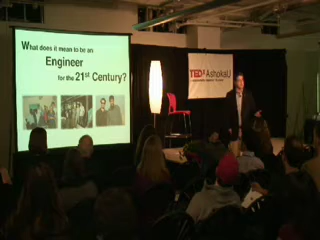 What does it mean to be an
Engineer
for the 21st Century?
TEDxAshokaU